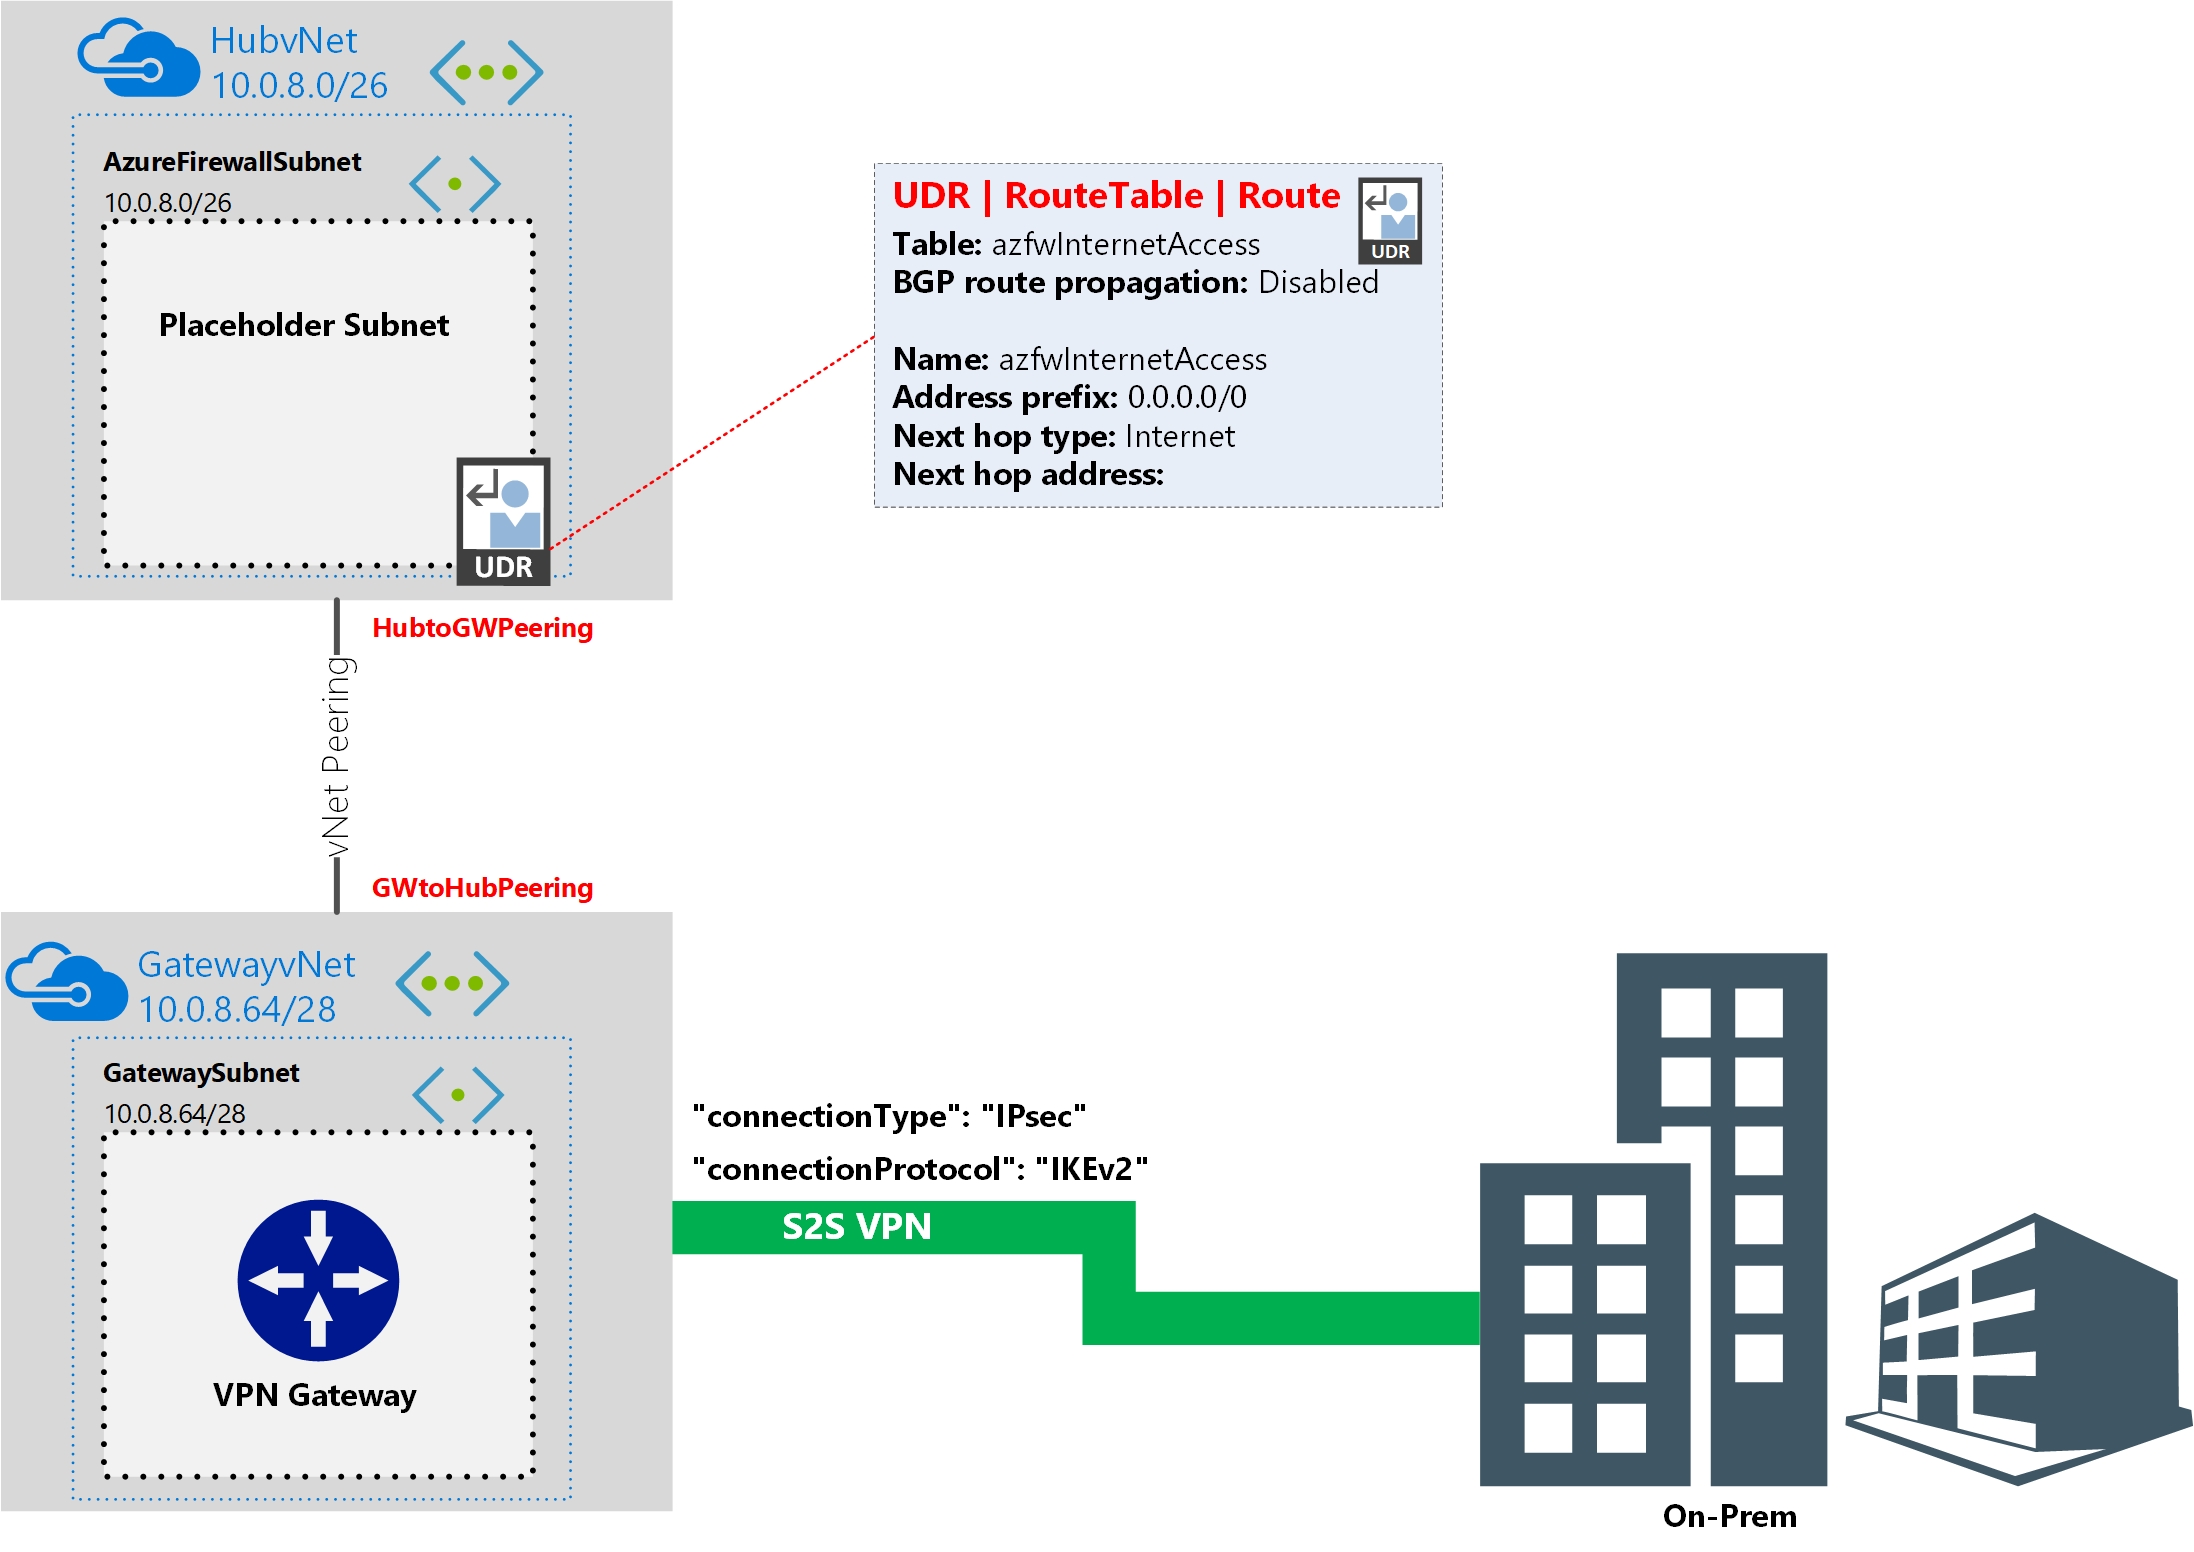 HubvNet
10.0.8.0/26
AzureFirewallSubnet
10.0.8.0/26
Placeholder Subnet
UDR
UDR | RouteTable | Route
UDR
Table: azfwInternetAccess
BGP route propagation: Disabled
Name: azfwInternetAccess
Address prefix: 0.0.0.0/0
Next hop type: Internet
Next hop address:
HubtoGWPeering
vNet Peering
GWtoHubPeering
GatewayvNet
10.0.8.64/28
GatewaySubnet
10.0.8.64/28
VPN Gateway
"connectionType": "IPsec"
"connectionProtocol": "IKEv2"
S2S VPN
On-Prem